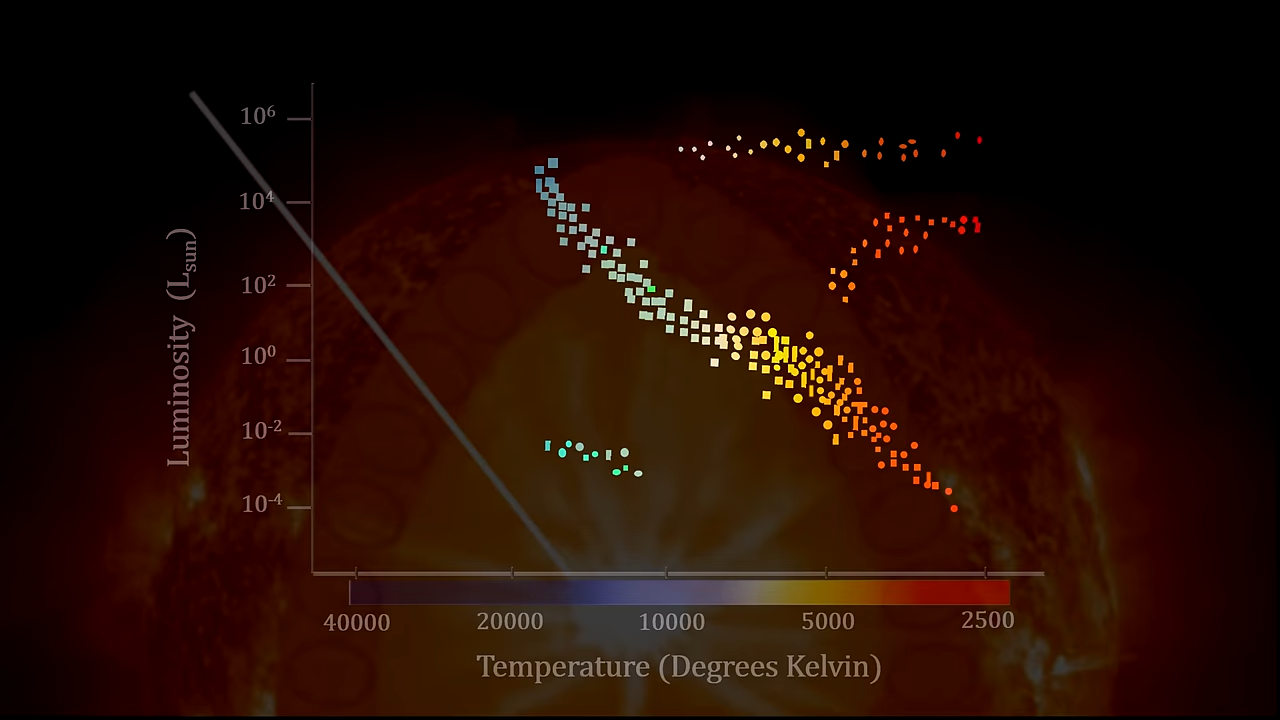 10⁶
10⁴
10²
10⁰
10⁻²
10⁻⁴
Luminosity (Lsun)
40000 20000 10000 5000 2500
Temperature (Degrees Kelvin)